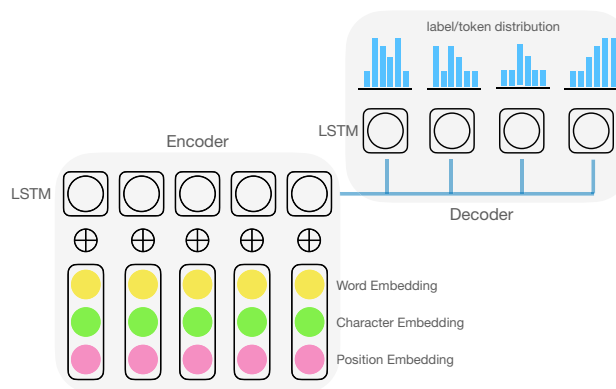 label/token distribution
LSTM
Encoder
LSTM
Decoder
Word Embedding
Character Embedding
Position Embedding